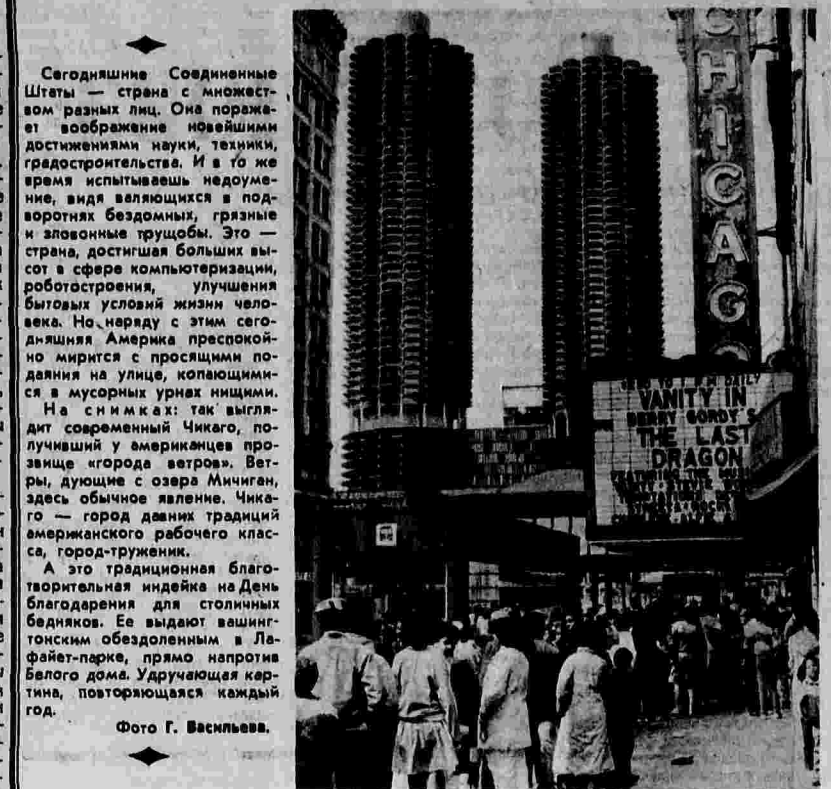 Сегодняшние Соединенные
Штаты — страна с множест-
вом разных лиц. Она поража-
ет воображение новейшими
достижениями науки, техники,
градостроительства. И в то же
время испытываешь недоуме-
ние, видя валяющихся в под-
воротнях бездомных, грязные
и зловонные трущобы. Это —
страна, достигшая больших вы-
сот в сфере компьютеризации,
роботостроения, улучшения
бытовых условий жизни чело-
века. Но наряду с этим сего-
дняшняя Америка преспокой-
но мирится с просящими по-
даяния на улице, копающими-
ся в мусорных урнах нищими.
На снимках: так выгля-
дит современный Чикаго, по-
лучивший у американцев про-
звище «города ветров». Вет-
ры, дующие с озера Мичиган,
здесь обычное явление. Чика-
го — город давних традиций
американского рабочего клас-
са, город-труженик.
А это традиционная благо-
творительная индейка на День
благодарения для столичных
бедняков. Ее выдают вашинг-
тонским обездоленным в Ла-
файет-парке, прямо напротив
Белого дома. Удручающая кар-
тина, повторяющаяся каждый
год.
Фото Г. Васильева.
CHICAGO
DAILY
VANITY IN
BERRY GORDY'S
THE LAST
DRAGON
FEATURING THE